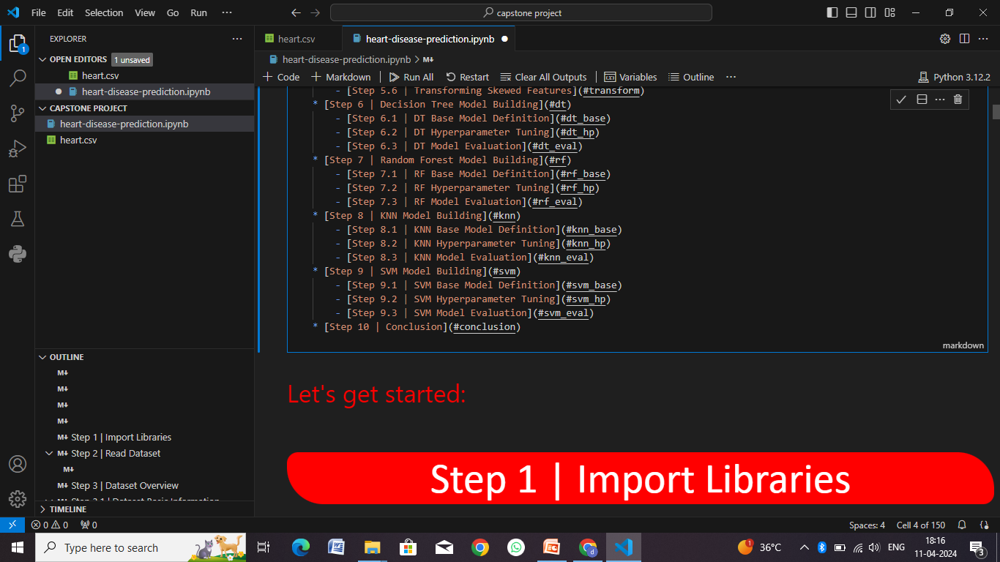 File Edit Selection View Go Run ···
capstone project
EXPLORER ···
OPEN EDITORS 1 unsaved
heart.csv
heart-disease-prediction.ipynb
CAPSTONE PROJECT
heart-disease-prediction.ipynb
heart.csv
OUTLINE
M↓
M↓
M↓
M↓
M↓ Step 1 | Import Libraries
M↓ Step 2 | Read Dataset
M↓
M↓ Step 3 | Dataset Overview
M↓ Step 3.1 | Dataset Basic Information
TIMELINE
heart.csv
heart-disease-prediction.ipynb ●
heart-disease-prediction.ipynb > M↓
+ Code + Markdown | Run All Restart Clear All Outputs | Variables Outline ···
Python 3.12.2
- [Step 5.6 | Transforming Skewed Features](#transform)
* [Step 6 | Decision Tree Model Building](#dt)
- [Step 6.1 | DT Base Model Definition](#dt_base)
- [Step 6.2 | DT Hyperparameter Tuning](#dt_hp)
- [Step 6.3 | DT Model Evaluation](#dt_eval)
* [Step 7 | Random Forest Model Building](#rf)
- [Step 7.1 | RF Base Model Definition](#rf_base)
- [Step 7.2 | RF Hyperparameter Tuning](#rf_hp)
- [Step 7.3 | RF Model Evaluation](#rf_eval)
* [Step 8 | KNN Model Building](#knn)
- [Step 8.1 | KNN Base Model Definition](#knn_base)
- [Step 8.2 | KNN Hyperparameter Tuning](#knn_hp)
- [Step 8.3 | KNN Model Evaluation](#knn_eval)
* [Step 9 | SVM Model Building](#svm)
- [Step 9.1 | SVM Base Model Definition](#svm_base)
- [Step 9.2 | SVM Hyperparameter Tuning](#svm_hp)
- [Step 9.3 | SVM Model Evaluation](#svm_eval)
* [Step 10 | Conclusion](#conclusion)
markdown
Let's get started:
Step 1 | Import Libraries
0 0 0
Spaces: 4 Cell 4 of 150
Type here to search
1 36°C ENG
18:16
11-04-2024
3